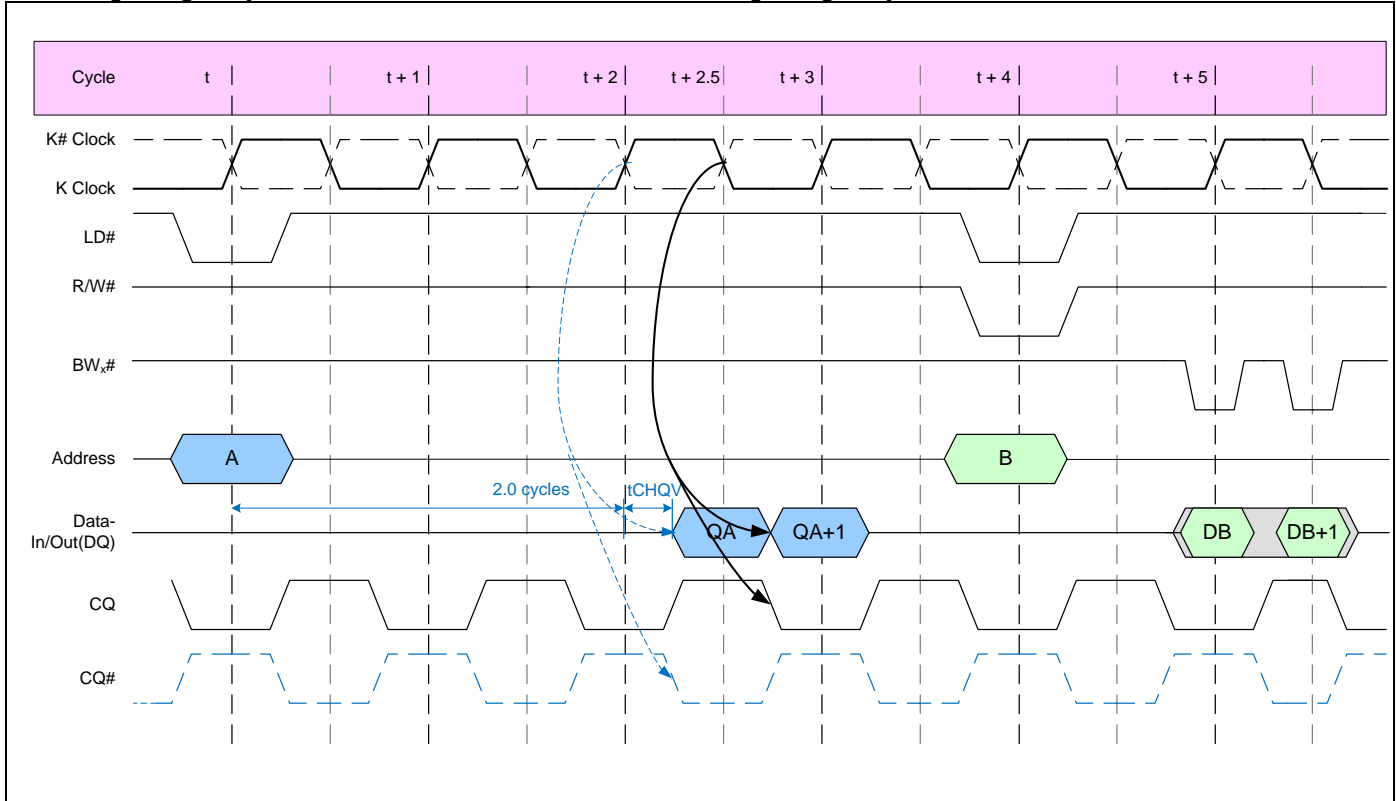 Cycle t t + 1 t + 2 t + 2.5 t + 3 t + 4 t + 5
K# Clock
K Clock
LD#
R/W#
BWx#
Address A B
2.0 cycles tCHQV
Data-
In/Out(DQ) QA QA+1 DB DB+1
CQ
CQ#